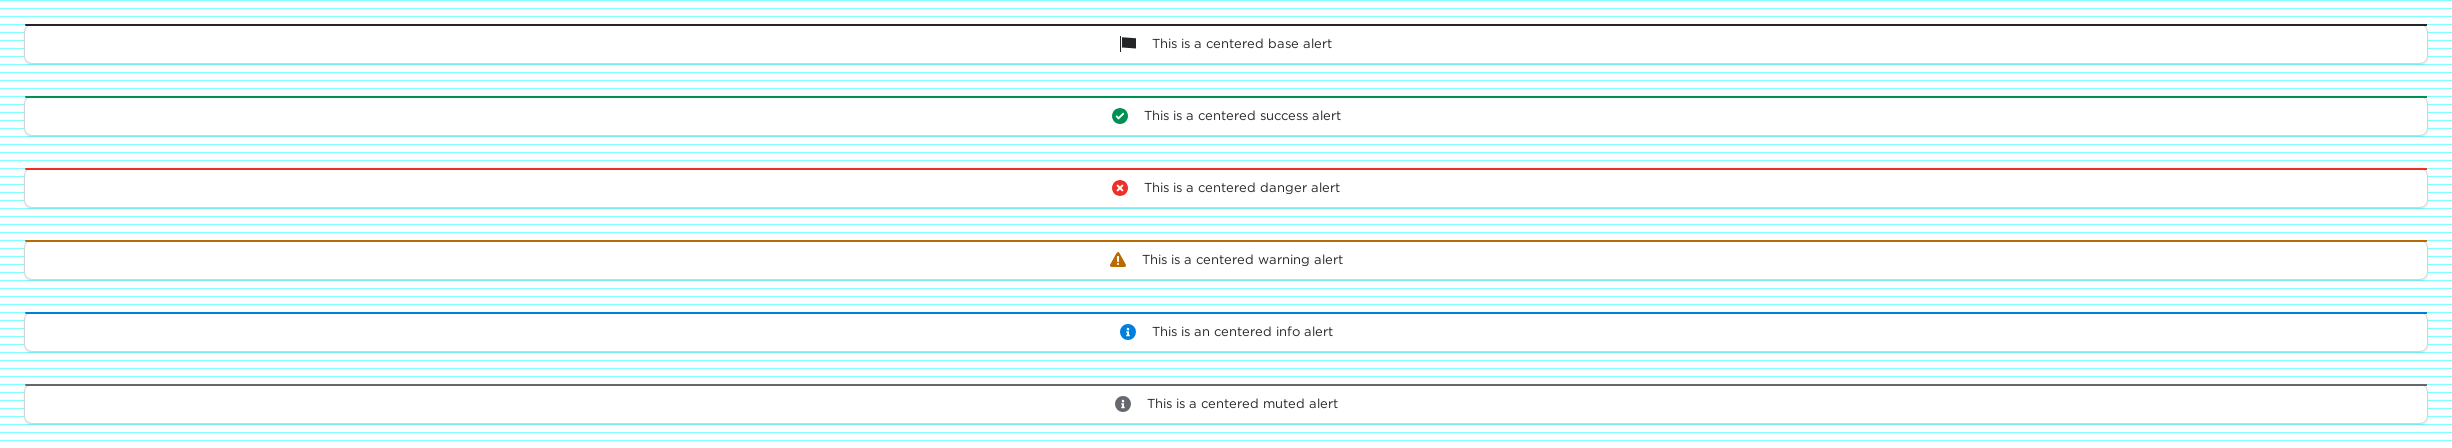 This is a centered base alert
This is a centered success alert
This is a centered danger alert
This is a centered warning alert
This is an centered info alert
This is a centered muted alert